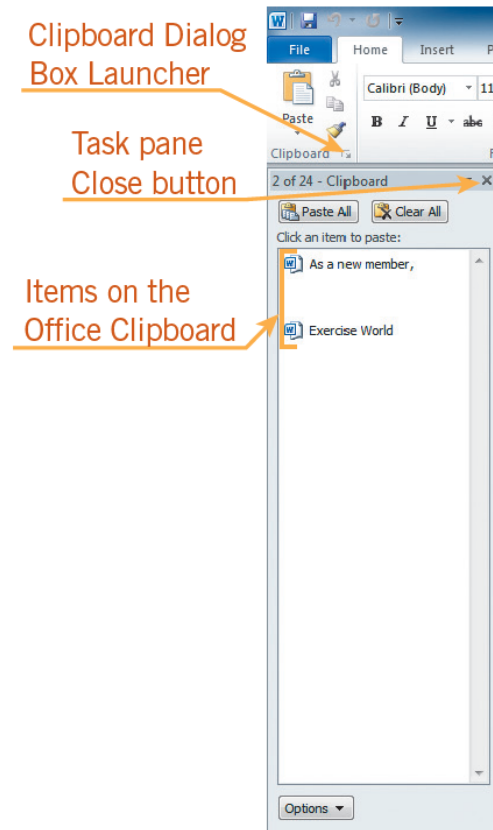 Clipboard Dialog
Box Launcher
Task pane
Close button
Items on the
Office Clipboard
W
File Home Insert P
Paste
Calibri (Body) 11
B I U abe
Clipboard F
2 of 24 - Clipboard
Paste All Clear All
Click an item to paste:
As a new member,
Exercise World
Options